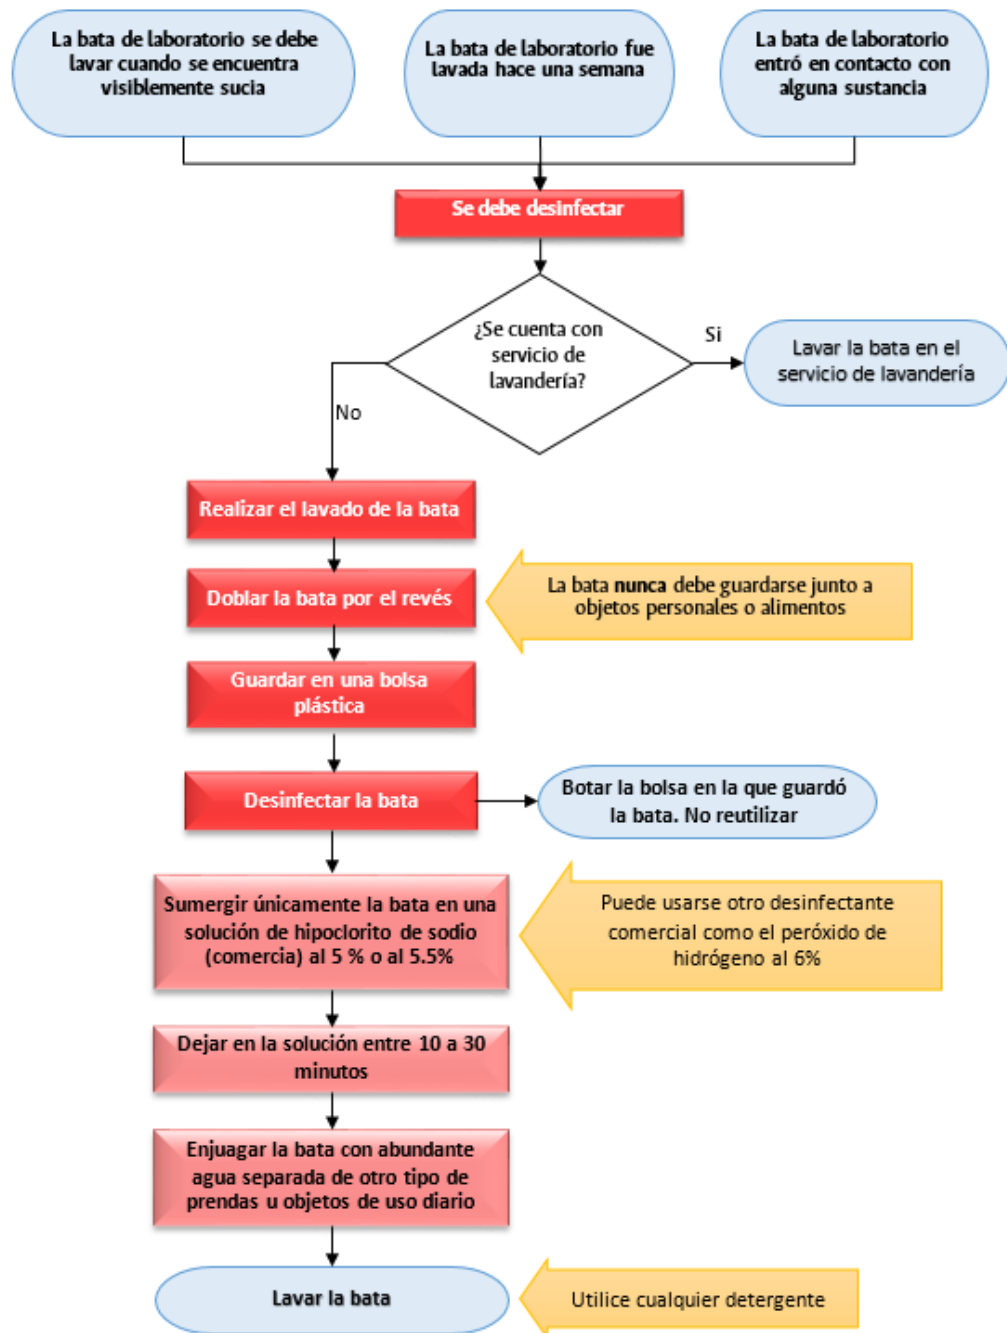 La bata de laboratorio se debe
lavar cuando se encuentra
visiblemente sucia
La bata de laboratorio fue
lavada hace una semana
La bata de laboratorio
entró en contacto con
alguna sustancia
Se debe desinfectar
¿Se cuenta con
servicio de
lavandería?
Si
Lavar la bata en el
servicio de lavandería
No
Realizar el lavado de la bata
Doblar la bata por el revés
La bata nunca debe guardarse junto a
objetos personales o alimentos
Guardar en una bolsa
plástica
Desinfectar la bata
Botar la bolsa en la que guardó
la bata. No reutilizar
Sumergir únicamente la bata en una
solución de hipoclorito de sodio
(comercia) al 5 % o al 5.5%
Puede usarse otro desinfectante
comercial como el peróxido de
hidrógeno al 6%
Dejar en la solución entre 10 a 30
minutos
Enjuagar la bata con abundante
agua separada de otro tipo de
prendas u objetos de uso diario
Lavar la bata
Utilice cualquier detergente